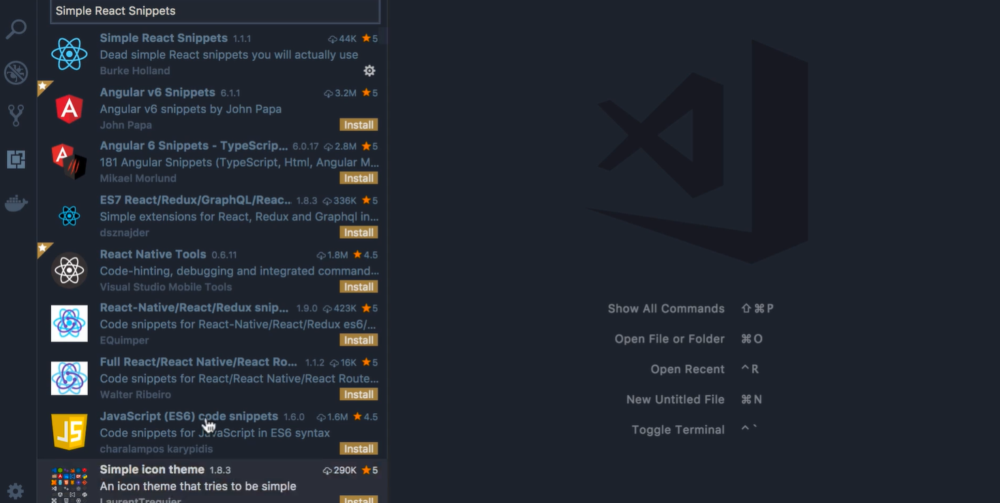 Simple React Snippets
Simple React Snippets 1.1.1 44K 5
Dead simple React snippets you will actually use
Burke Holland
Angular v6 Snippets 6.1.1 3.2M 5
Angular v6 snippets by John Papa
John Papa Install
Angular 6 Snippets - TypeScrip... 6.0.17 2.8M 5
181 Angular Snippets (TypeScript, Html, Angular M...
Mikael Morlund Install
ES7 React/Redux/GraphQL/Reac... 1.8.3 336K 5
Simple extensions for React, Redux and Graphql in...
dsznajder Install
React Native Tools 0.6.11 1.8M 4.5
Code-hinting, debugging and integrated command...
Visual Studio Mobile Tools Install
React-Native/React/Redux snip... 1.9.0 423K 5
Code snippets for React-Native/React/Redux es6/...
EQuimper Install
Full React/React Native/React Ro... 1.1.2 16K 5
Code snippets for React/React Native/React Route...
Walter Ribeiro Install
JS
JavaScript (ES6) code snippets 1.6.0 1.6M 4.5
Code snippets for JavaScript in ES6 syntax
charalampos karypidis Install
Simple icon theme 1.8.3 290K 5
An icon theme that tries to be simple
LaurentTreguier Install
Show All Commands ⇧⌘P
Open File or Folder ⌘O
Open Recent ^R
New Untitled File ⌘N
Toggle Terminal ^`